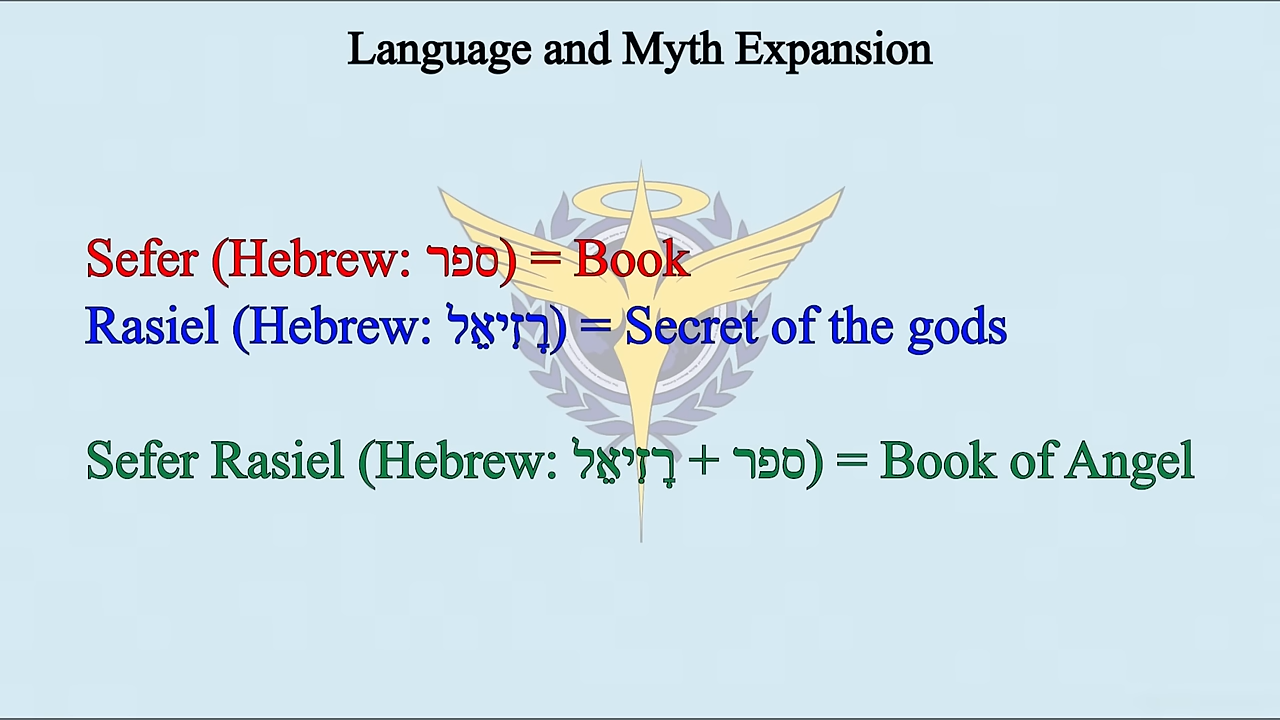 Language and Myth Expansion
Sefer (Hebrew: ספר) = Book
Rasiel (Hebrew: רָזִיאֵל) = Secret of the gods
Sefer Rasiel (Hebrew: ספר + רָזִיאֵל) = Book of Angel